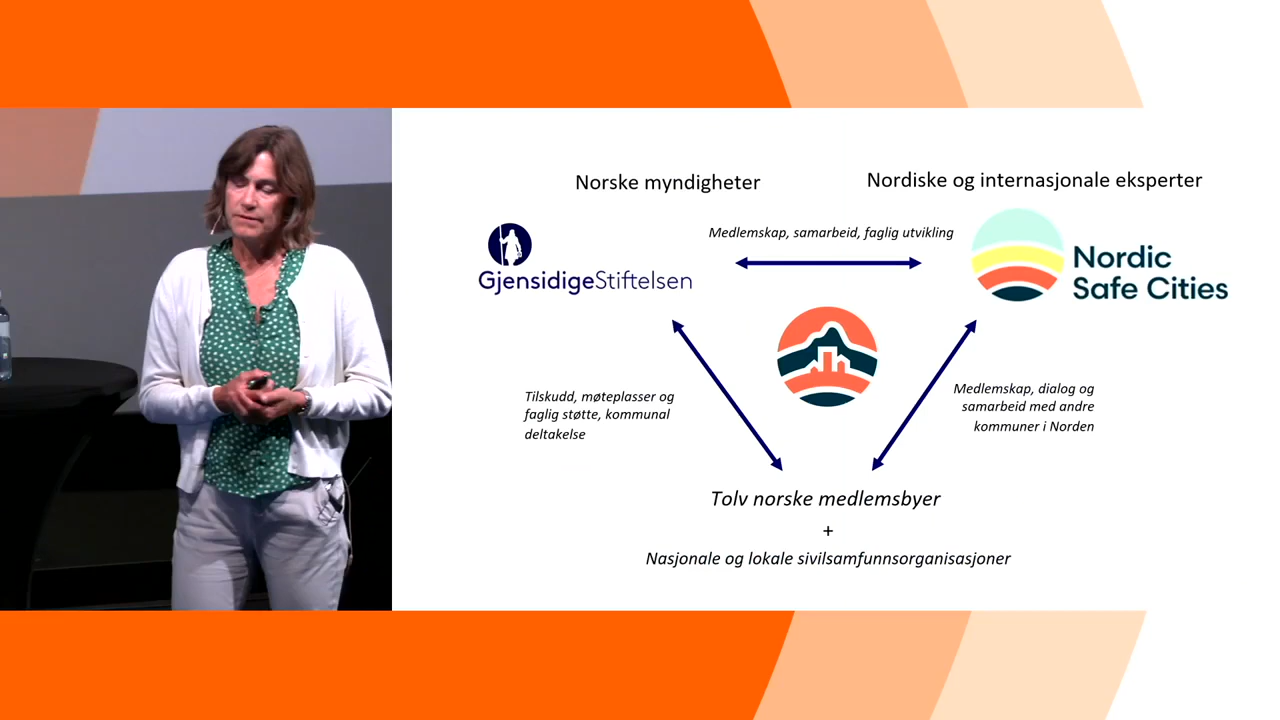 Norske myndigheter
Nordiske og internasjonale eksperter
Medlemskap, samarbeid, faglig utvikling
GjensidigeStiftelsen
Nordic
Safe Cities
Tilskudd, møteplasser og
faglig støtte, kommunal
deltakelse
Medlemskap, dialog og
samarbeid med andre
kommuner i Norden
Tolv norske medlemsbyer
+
Nasjonale og lokale sivilsamfunnsorganisasjoner